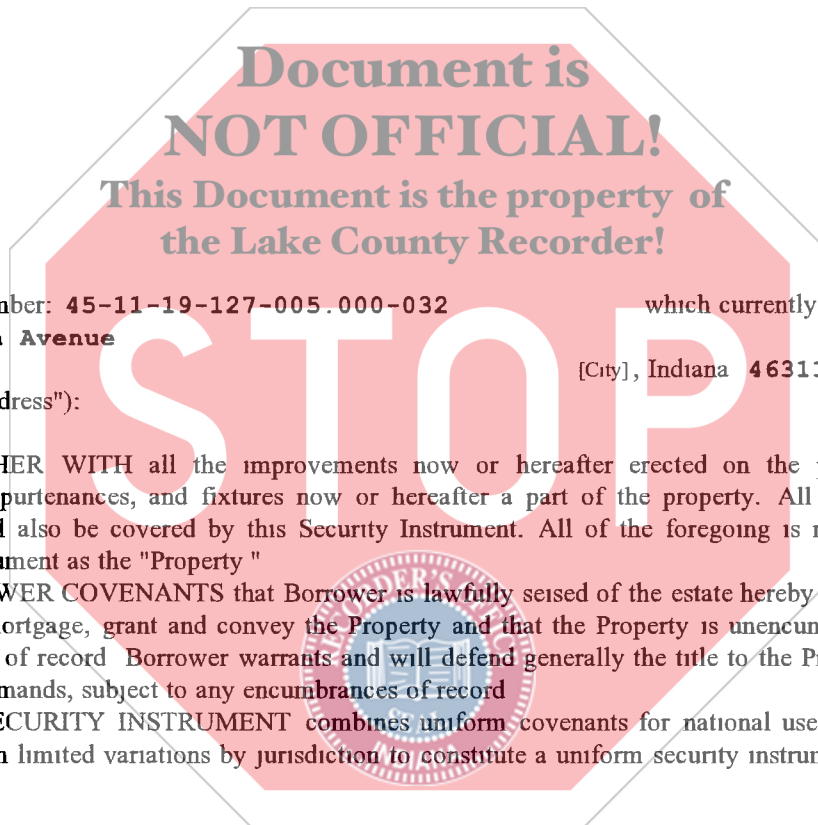 Document is
NOT OFFICIAL!
This Document is the property of
the Lake County Recorder!
STOP
mber: 45-11-19-127-005.000-032 which currently
Avenue
[City], Indiana 46311
dress"):
HER WITH all the improvements now or hereafter erected on the
purtenances, and fixtures now or hereafter a part of the property. All
also be covered by this Security Instrument. All of the foregoing is
ument as the "Property "
WER COVENANTS that Borrower is lawfully seised of the estate hereby
ortgage, grant and convey the Property and that the Property is unencum
of record Borrower warrants and will defend generally the title to the P
mands, subject to any encumbrances of record
ECURITY INSTRUMENT combines uniform covenants for national use
limited variations by jurisdiction to constitute a uniform security instrum
RECORDER'S OFFICE
SEAL
INDIANA